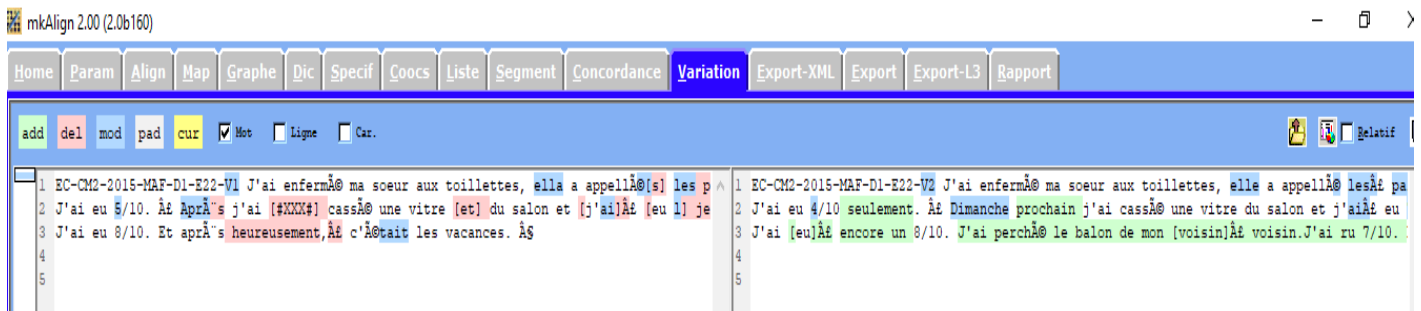 mkAlign 2.00 (2.0b160)
Home Param Align Map Graphe Dic Specif Coocs Liste Segment Concordance Variation Export-XML Export Export-L3 Rapport
add del mod pad cur Mot Ligne Car. Relatif
1 EC-CM2-2015-MAF-D1-E22-V1 J'ai enfermÃ© ma soeur aux toillettes, ella a appellÃ©[s] les p
2 J'ai eu 5/10. Â£ AprÃ¨s j'ai [#XXX#] cassÃ© une vitre [et] du salon et [j'ai]Â£ [eu l] je
3 J'ai eu 8/10. Et aprÃ¨s heureusement,Â£ c'Ã©tait les vacances. Â§
4
5
1 EC-CM2-2015-MAF-D1-E22-V2 J'ai enfermÃ© ma soeur aux toillettes, elle a appellÃ© lesÂ£ pa
2 J'ai eu 4/10 seulement. Â£ Dimanche prochain j'ai cassÃ© une vitre du salon et j'aiÂ£ eu
3 J'ai [eu]Â£ encore un 8/10. J'ai perchÃ© le balon de mon [voisin]Â£ voisin.J'ai ru 7/10.
4
5